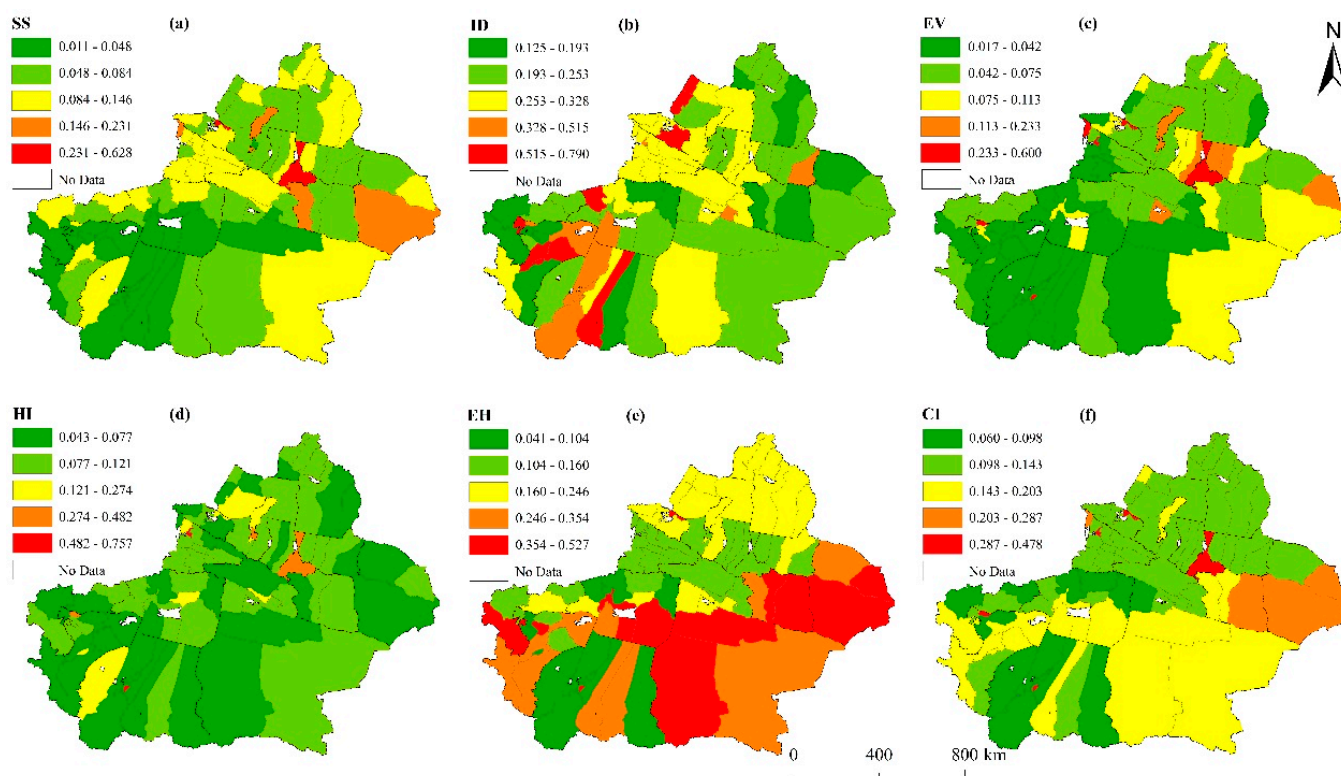 SS (a)
0.011 - 0.048
0.048 - 0.084
0.084 - 0.146
0.146 - 0.231
0.231 - 0.628
No Data
ID (b)
0.125 - 0.193
0.193 - 0.253
0.253 - 0.328
0.328 - 0.515
0.515 - 0.790
No Data
EV (c)
0.017 - 0.042
0.042 - 0.075
0.075 - 0.113
0.113 - 0.233
0.233 - 0.600
No Data
N
HI (d)
0.043 - 0.077
0.077 - 0.121
0.121 - 0.274
0.274 - 0.482
0.482 - 0.757
No Data
EH (e)
0.041 - 0.104
0.104 - 0.160
0.160 - 0.246
0.246 - 0.354
0.354 - 0.527
No Data
CI (f)
0.060 - 0.098
0.098 - 0.143
0.143 - 0.203
0.203 - 0.287
0.287 - 0.478
No Data
0 400 800 km